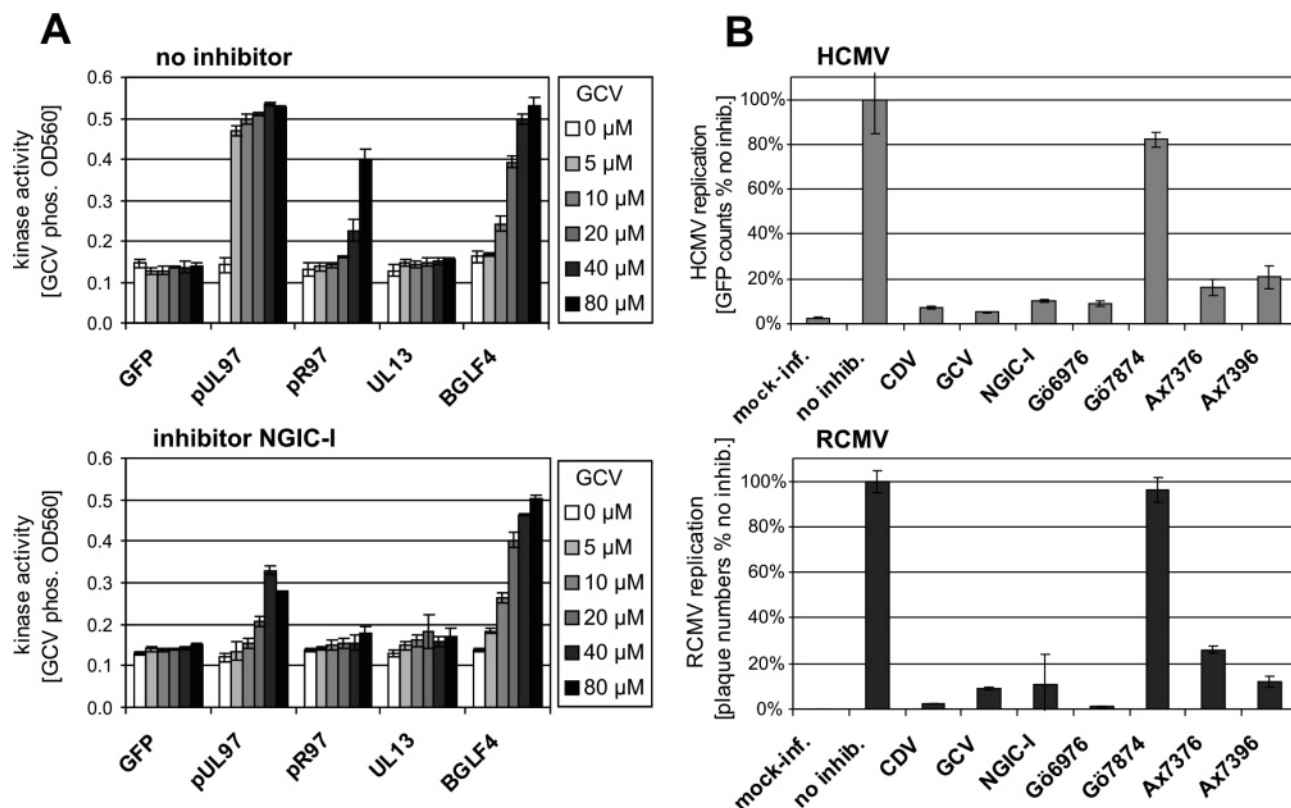 A
no inhibitor
kinase activity
[GCV phos. OD560]
0.6
0.5
0.4
0.3
0.2
0.1
0.0
GFP
pUL97
pR97
UL13
BGLF4
GCV
0 µM
5 µM
10 µM
20 µM
40 µM
80 µM
inhibitor NGIC-I
kinase activity
[GCV phos. OD560]
0.6
0.5
0.4
0.3
0.2
0.1
0.0
GFP
pUL97
pR97
UL13
BGLF4
GCV
0 µM
5 µM
10 µM
20 µM
40 µM
80 µM
B
HCMV
HCMV replication
[GFP counts % no inhib.]
100%
80%
60%
40%
20%
0%
mock-inf.
no inhib.
CDV
GCV
NGIC-I
Gö6976
Gö7874
Ax7376
Ax7396
RCMV
RCMV replication
[plaque numbers % no inhib.]
100%
80%
60%
40%
20%
0%
mock-inf.
no inhib.
CDV
GCV
NGIC-I
Gö6976
Gö7874
Ax7376
Ax7396